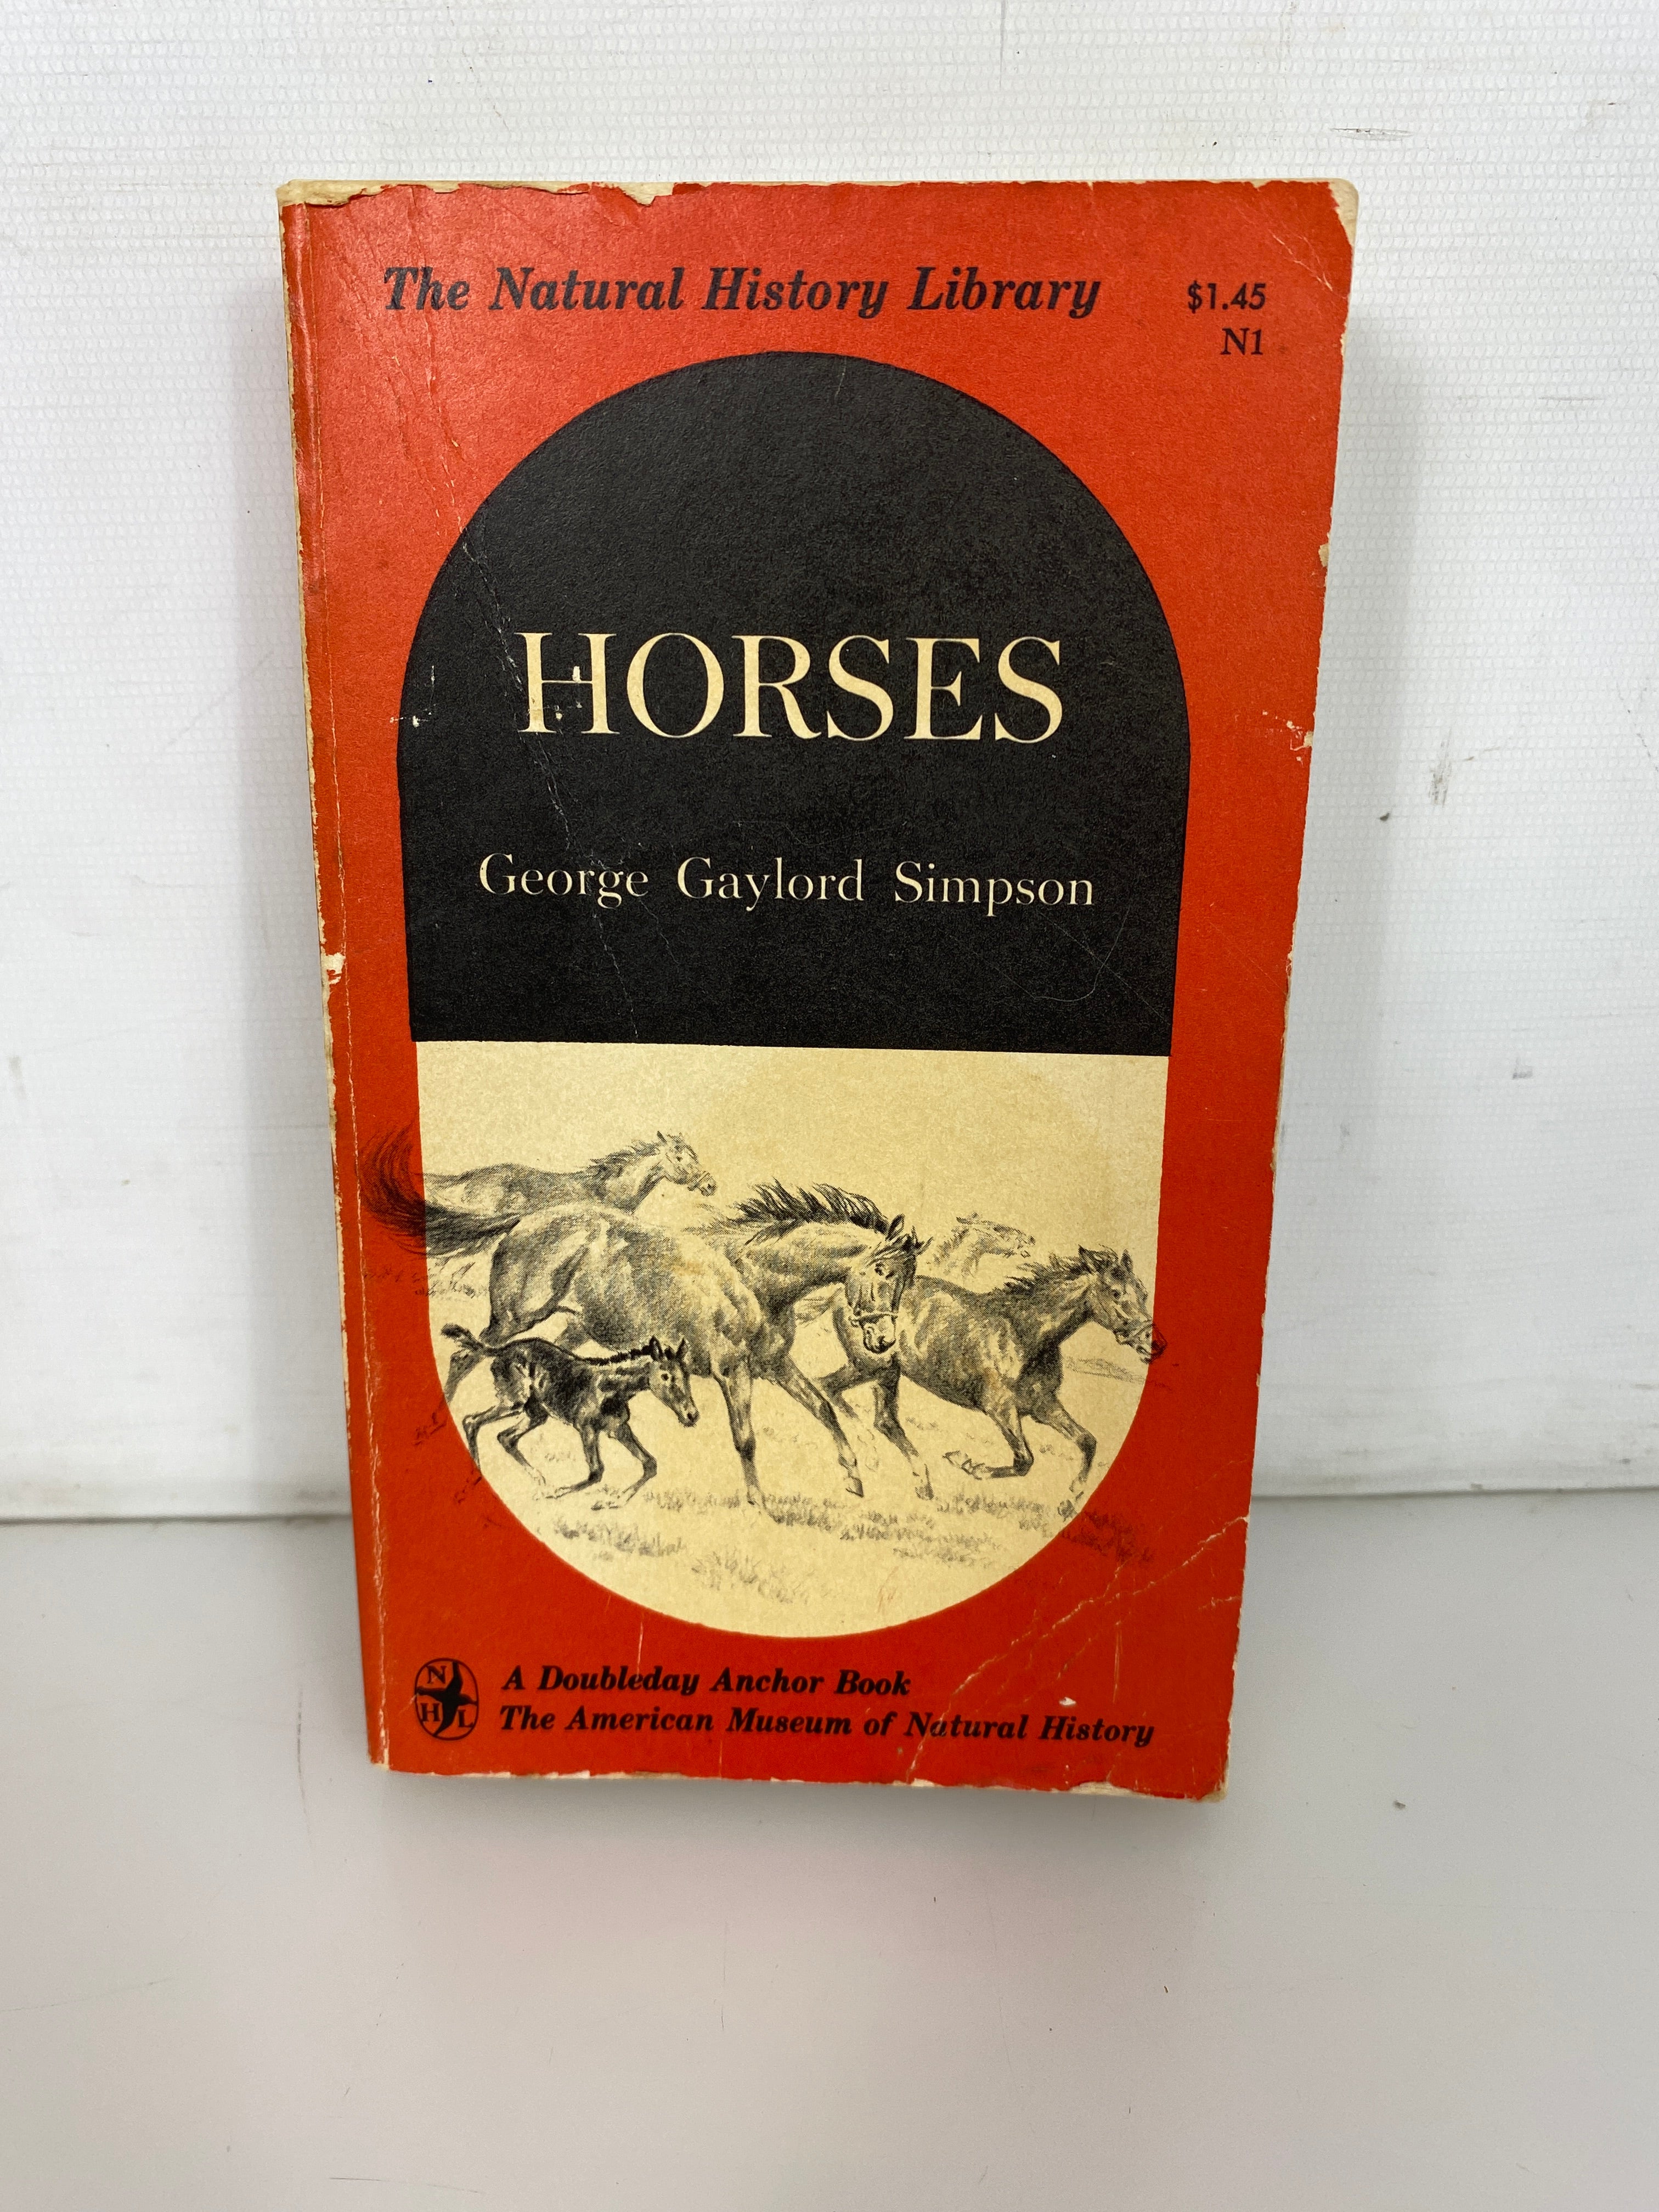 The Natural History Library
$1.45
N1
HORSES
George Gaylord Simpson
N
H L
A Doubleday Anchor Book
The American Museum of Natural History